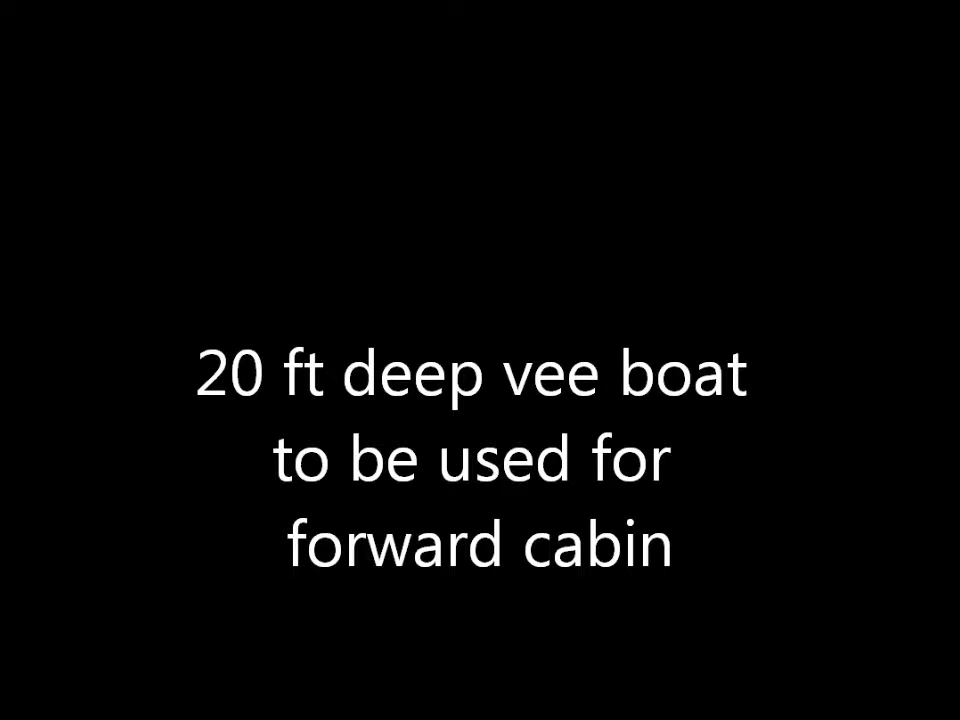 20 ft deep vee boat
to be used for
forward cabin